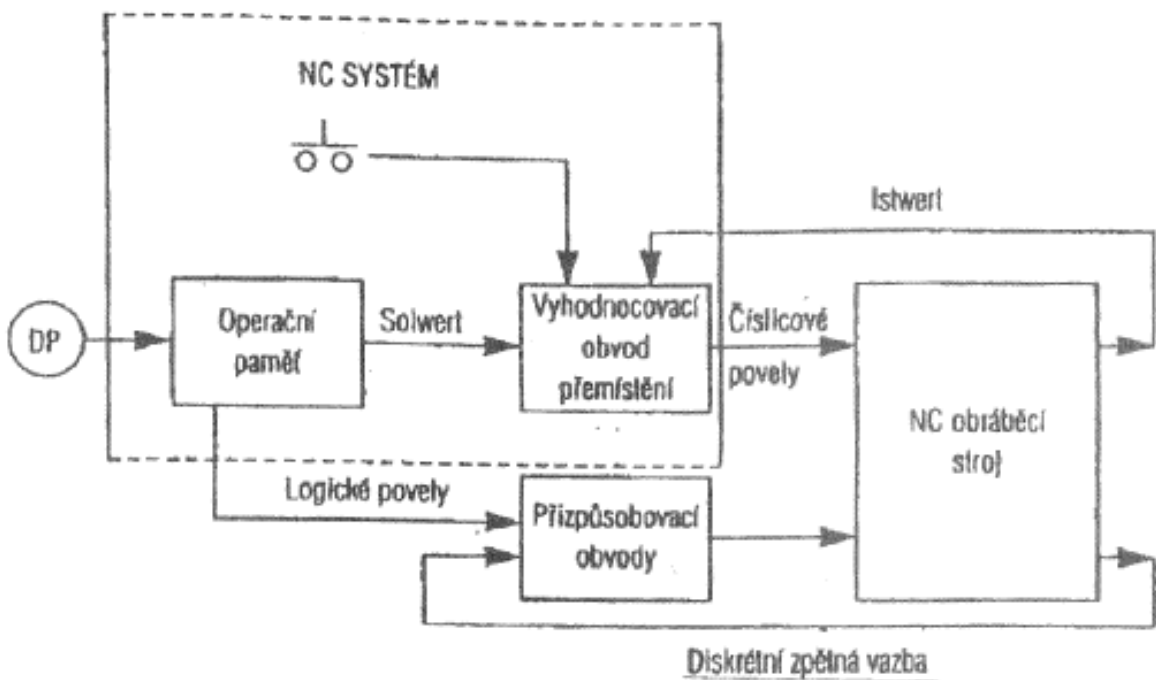 NC SYSTÉM
Istwert
DP
Operační
paměť
Solwert
Vyhodnocovací
obvod
přemístění
Číslicové
povely
NC obráběcí
stroj
Logické povely
Přizpůsobovací
obvody
Diskrétní zpětná vazba